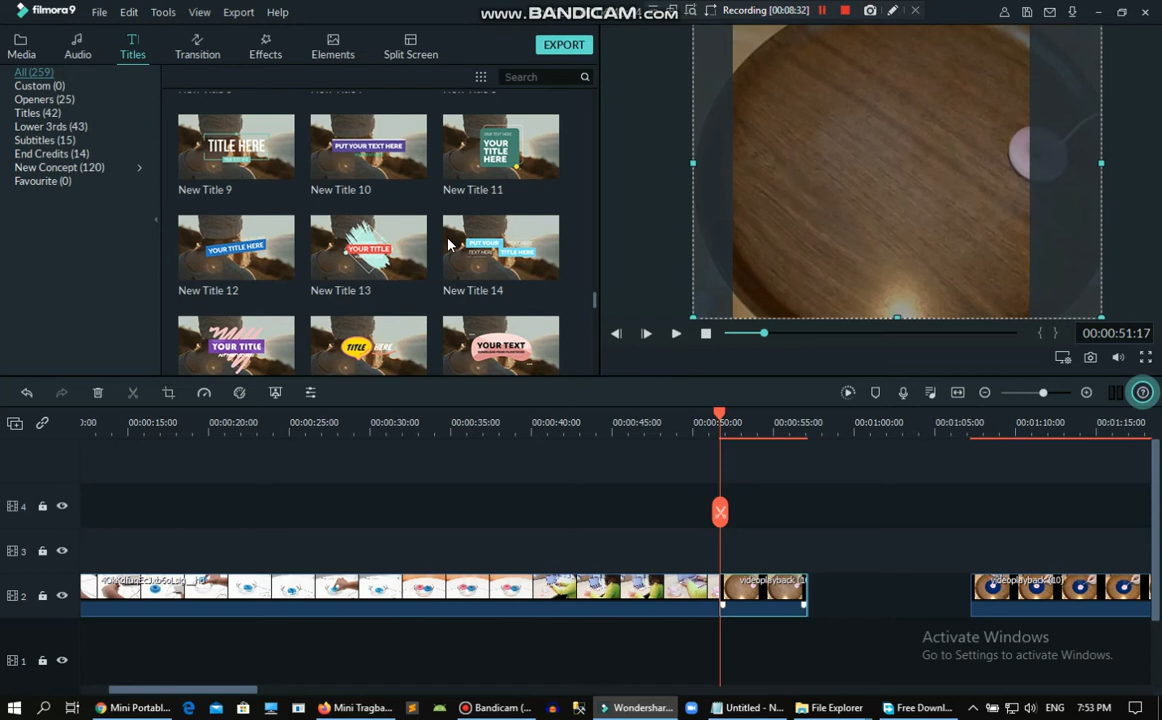 filmora9
File
Edit
Tools
View
Export
Help
www.BANDICAM.com
Recording [00:08:32]
Media
Audio
Titles
Transition
Effects
Elements
Split Screen
EXPORT
All (259)
Custom (0)
Openers (25)
Titles (42)
Lower 3rds (43)
Subtitles (15)
End Credits (14)
New Concept (120)
Favourite (0)
Search
TITLE HERE
PUT YOUR TEXT HERE
YOUR
TITLE
HERE
New Title 9
New Title 10
New Title 11
YOUR TITLE HERE
YOUR TITLE
PUT YOUR
TEXT HERE
TEXT HERE
TITLE HERE
New Title 12
New Title 13
New Title 14
YOUR TITLE
TITLE HERE
YOUR TEXT
00:00:51:17
:00
00:00:15:00
00:00:20:00
00:00:25:00
00:00:30:00
00:00:35:00
00:00:40:00
00:00:45:00
00:00:50:00
00:00:55:00
00:01:00:00
00:01:05:00
00:01:10:00
00:01:15:00
4
3
2
videoplayback (10)
videoplayback (10)
1
Activate Windows
Go to Settings to activate Windows.
Mini Portabl...
Mini Tragba...
Bandicam (...
Wondershar...
Untitled - N...
File Explorer
Free Downl...
ENG
7:53 PM